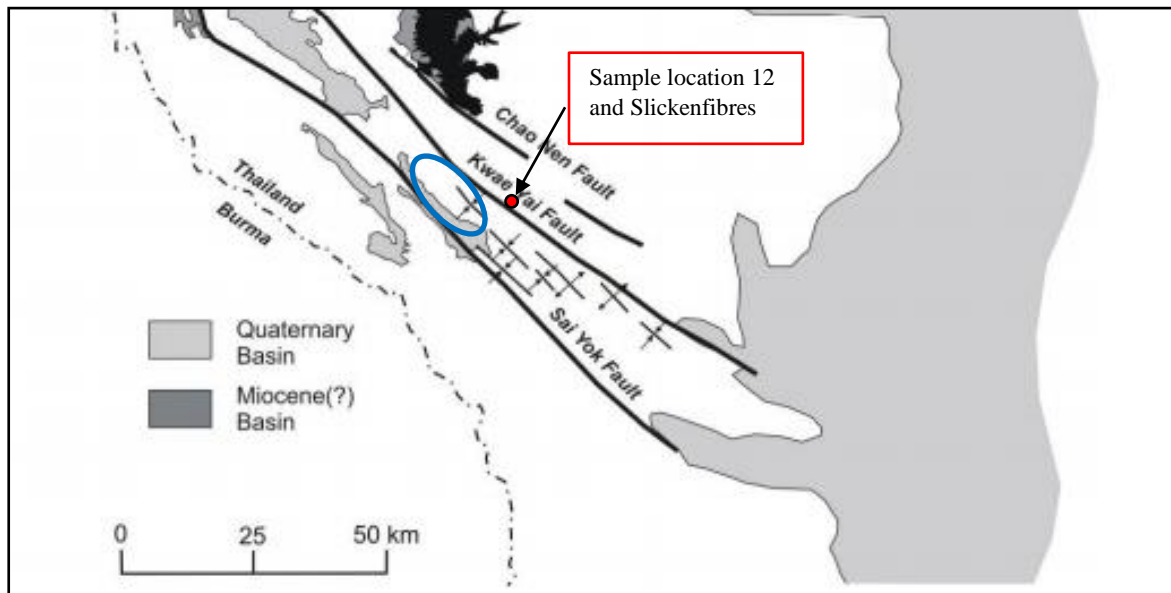 Sample location 12
and Slickenfibres
Chao Nen Fault
Kwae Yai Fault
Thailand
Burma
Sai Yok Fault
Quaternary
Basin
Miocene(?)
Basin
0 25 50 km